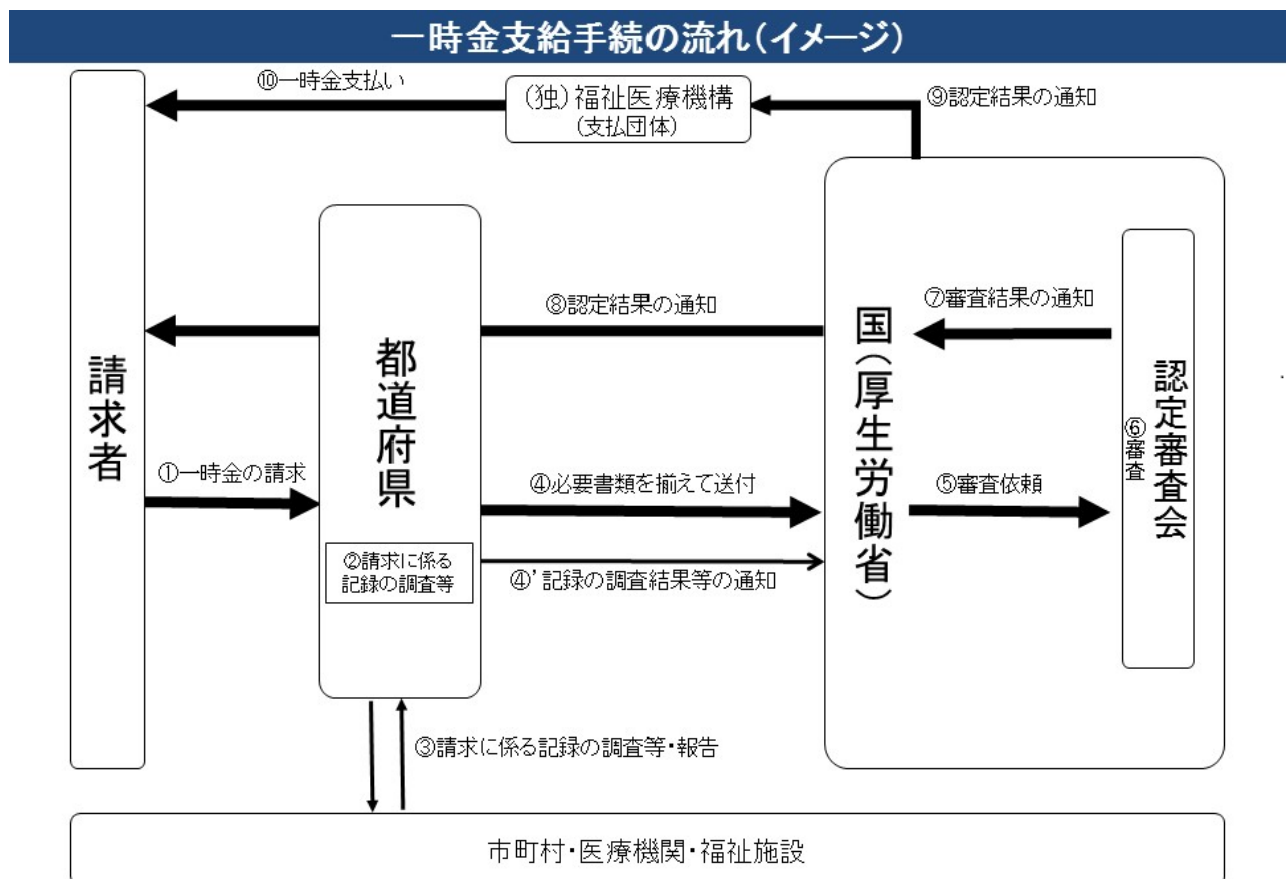 一時金支給手続の流れ(イメージ)
⑩一時金支払い
(独)福祉医療機構
(支払団体)
⑨認定結果の通知
請求者
都道府県
国(厚生労働省)
認定審査会
⑥審査
⑧認定結果の通知
⑦審査結果の通知
①一時金の請求
④必要書類を揃えて送付
⑤審査依頼
②請求に係る
記録の調査等
④’記録の調査結果等の通知
③請求に係る記録の調査等・報告
市町村・医療機関・福祉施設